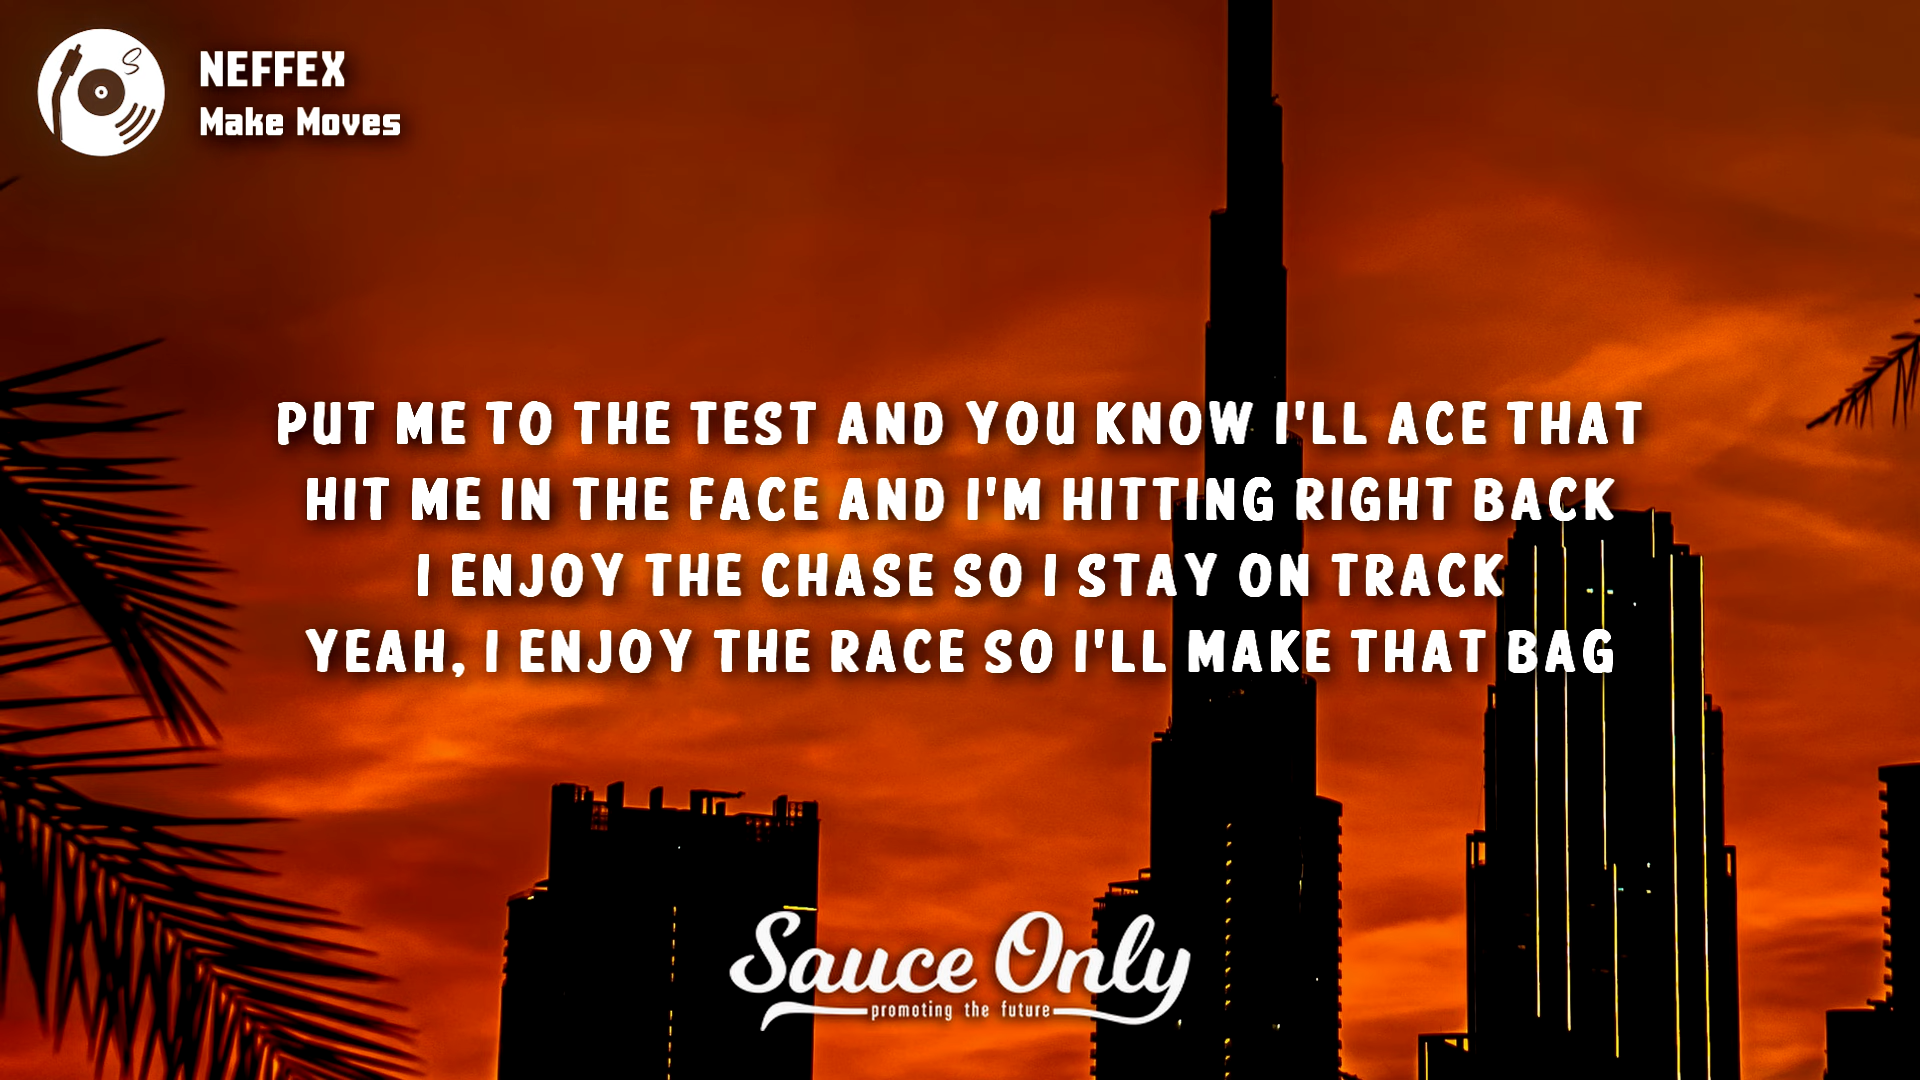 NEFFEX
Make Moves
PUT ME TO THE TEST AND YOU KNOW I'LL ACE THAT
HIT ME IN THE FACE AND I'M HITTING RIGHT BACK
I ENJOY THE CHASE SO I STAY ON TRACK
YEAH, I ENJOY THE RACE SO I'LL MAKE THAT BAG
Sauce Only
promoting the future